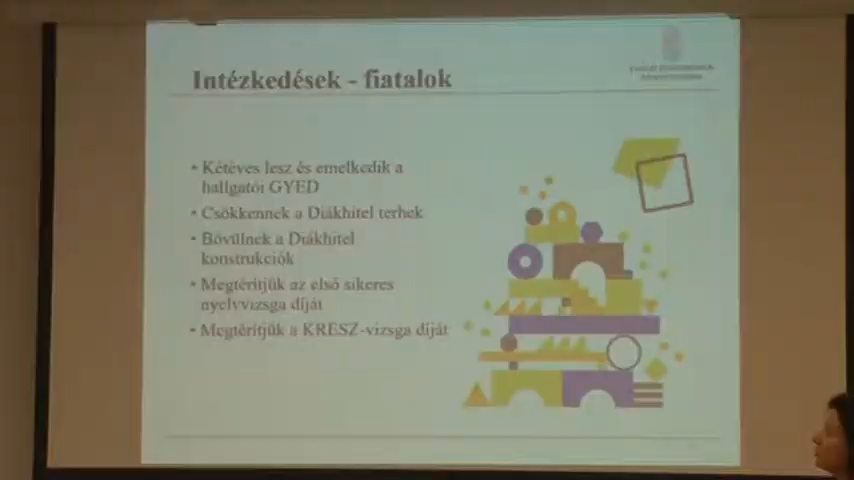 Intézkedések - fiatalok
• Kétéves lesz és emelkedik a
hallgatói GYED
• Csökkennek a Diákhitel terhek
• Bővülnek a Diákhitel
konstrukciók
• Megtérítjük az első sikeres
nyelvvizsga díját
• Megtérítjük a KRESZ-vizsga díját